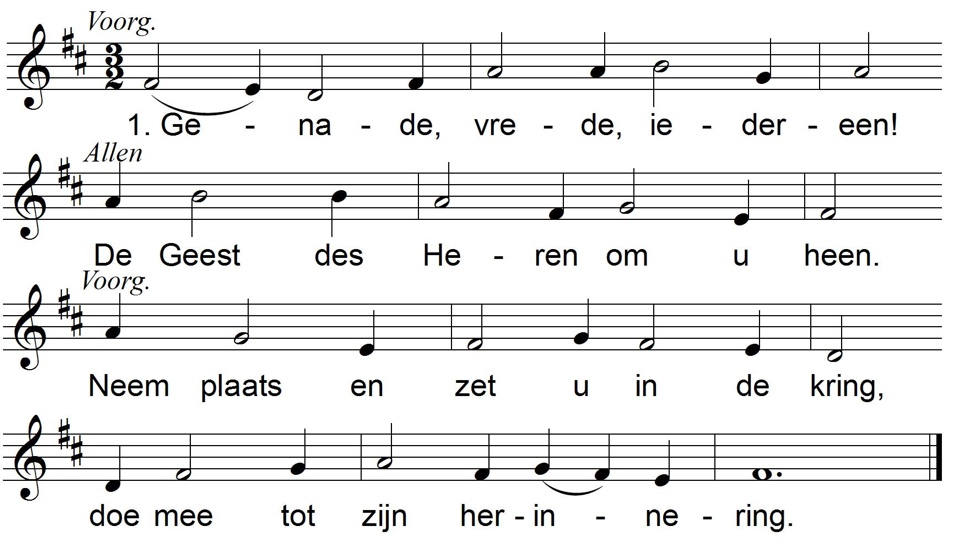 Voorg.
3
2
1. Ge - na - de, vre - de, ie - der - een!
Allen
De Geest des He - ren om u heen.
Voorg.
Neem plaats en zet u in de kring,
doe mee tot zijn her - in - ne - ring.